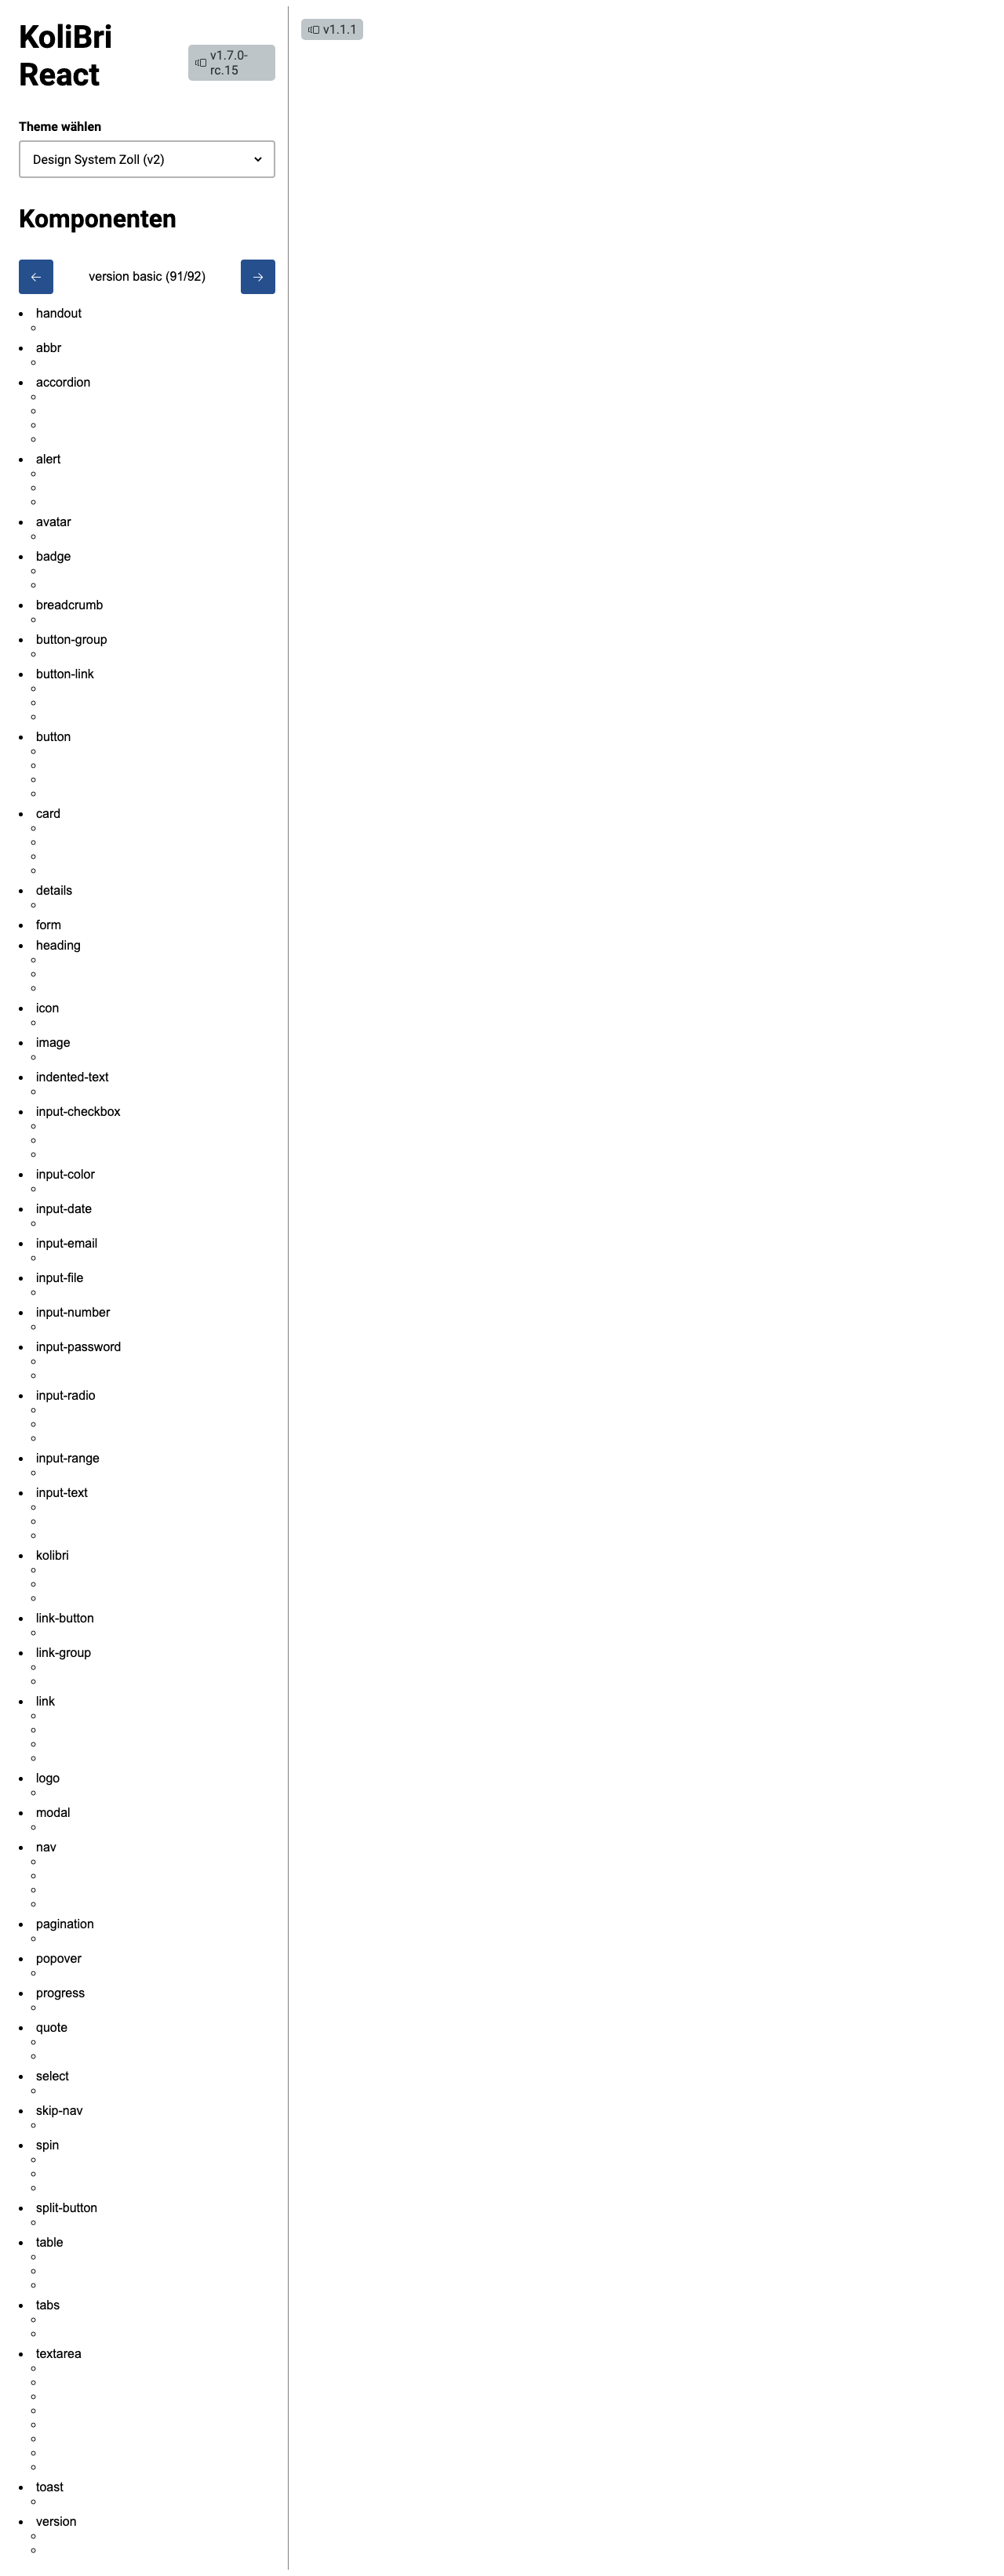 KoliBri
React
v1.7.0-
rc.15
Theme wählen
Design System Zoll (v2)
Komponenten
version basic (91/92)
handout
abbr
accordion
alert
avatar
badge
breadcrumb
button-group
button-link
button
card
details
form
heading
icon
image
indented-text
input-checkbox
input-color
input-date
input-email
input-file
input-number
input-password
input-radio
input-range
input-text
kolibri
link-button
link-group
link
logo
modal
nav
pagination
popover
progress
quote
select
skip-nav
spin
split-button
table
tabs
textarea
toast
version
v1.1.1